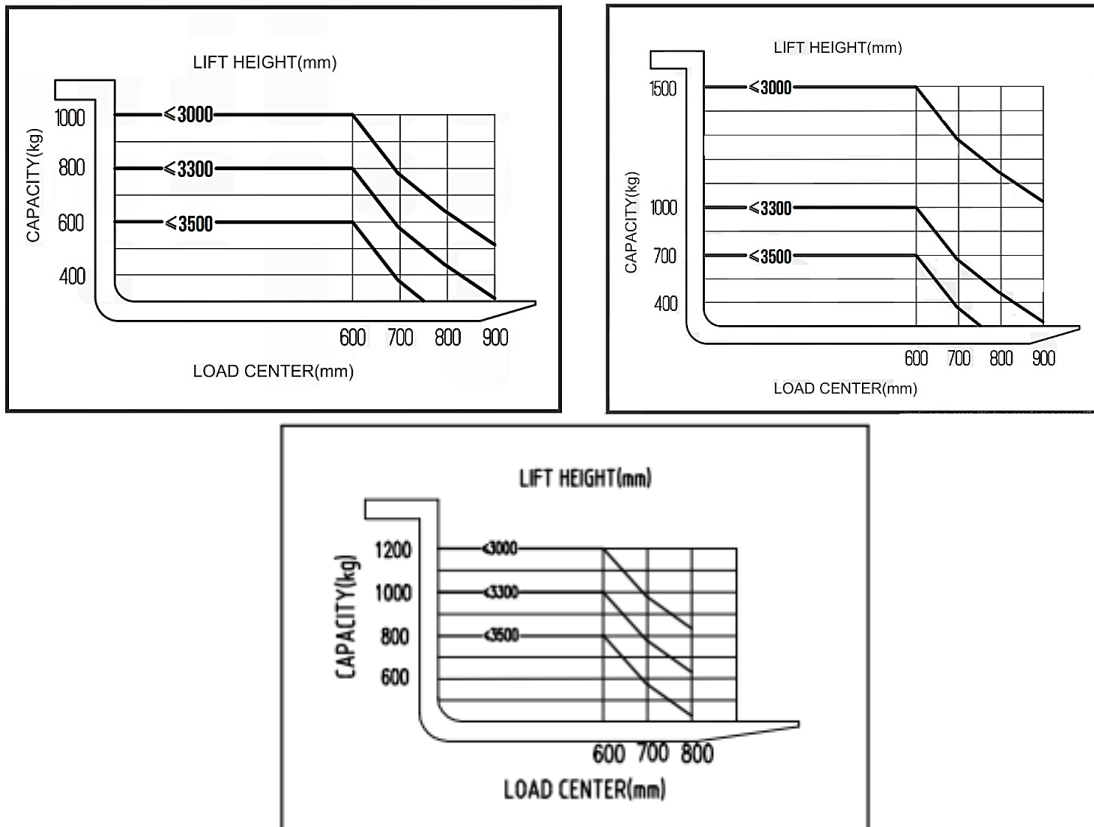 LIFT HEIGHT(mm)
CAPACITY(kg)
1000
800
600
400
⩽3000
⩽3300
⩽3500
600 700 800 900
LOAD CENTER(mm)
LIFT HEIGHT(mm)
CAPACITY(kg)
1500
1000
700
400
⩽3000
⩽3300
⩽3500
600 700 800 900
LOAD CENTER(mm)
LIFT HEIGHT(mm)
CAPACITY(kg)
1200
1000
800
600
⩽3000
⩽3300
⩽3500
600 700 800
LOAD CENTER(mm)